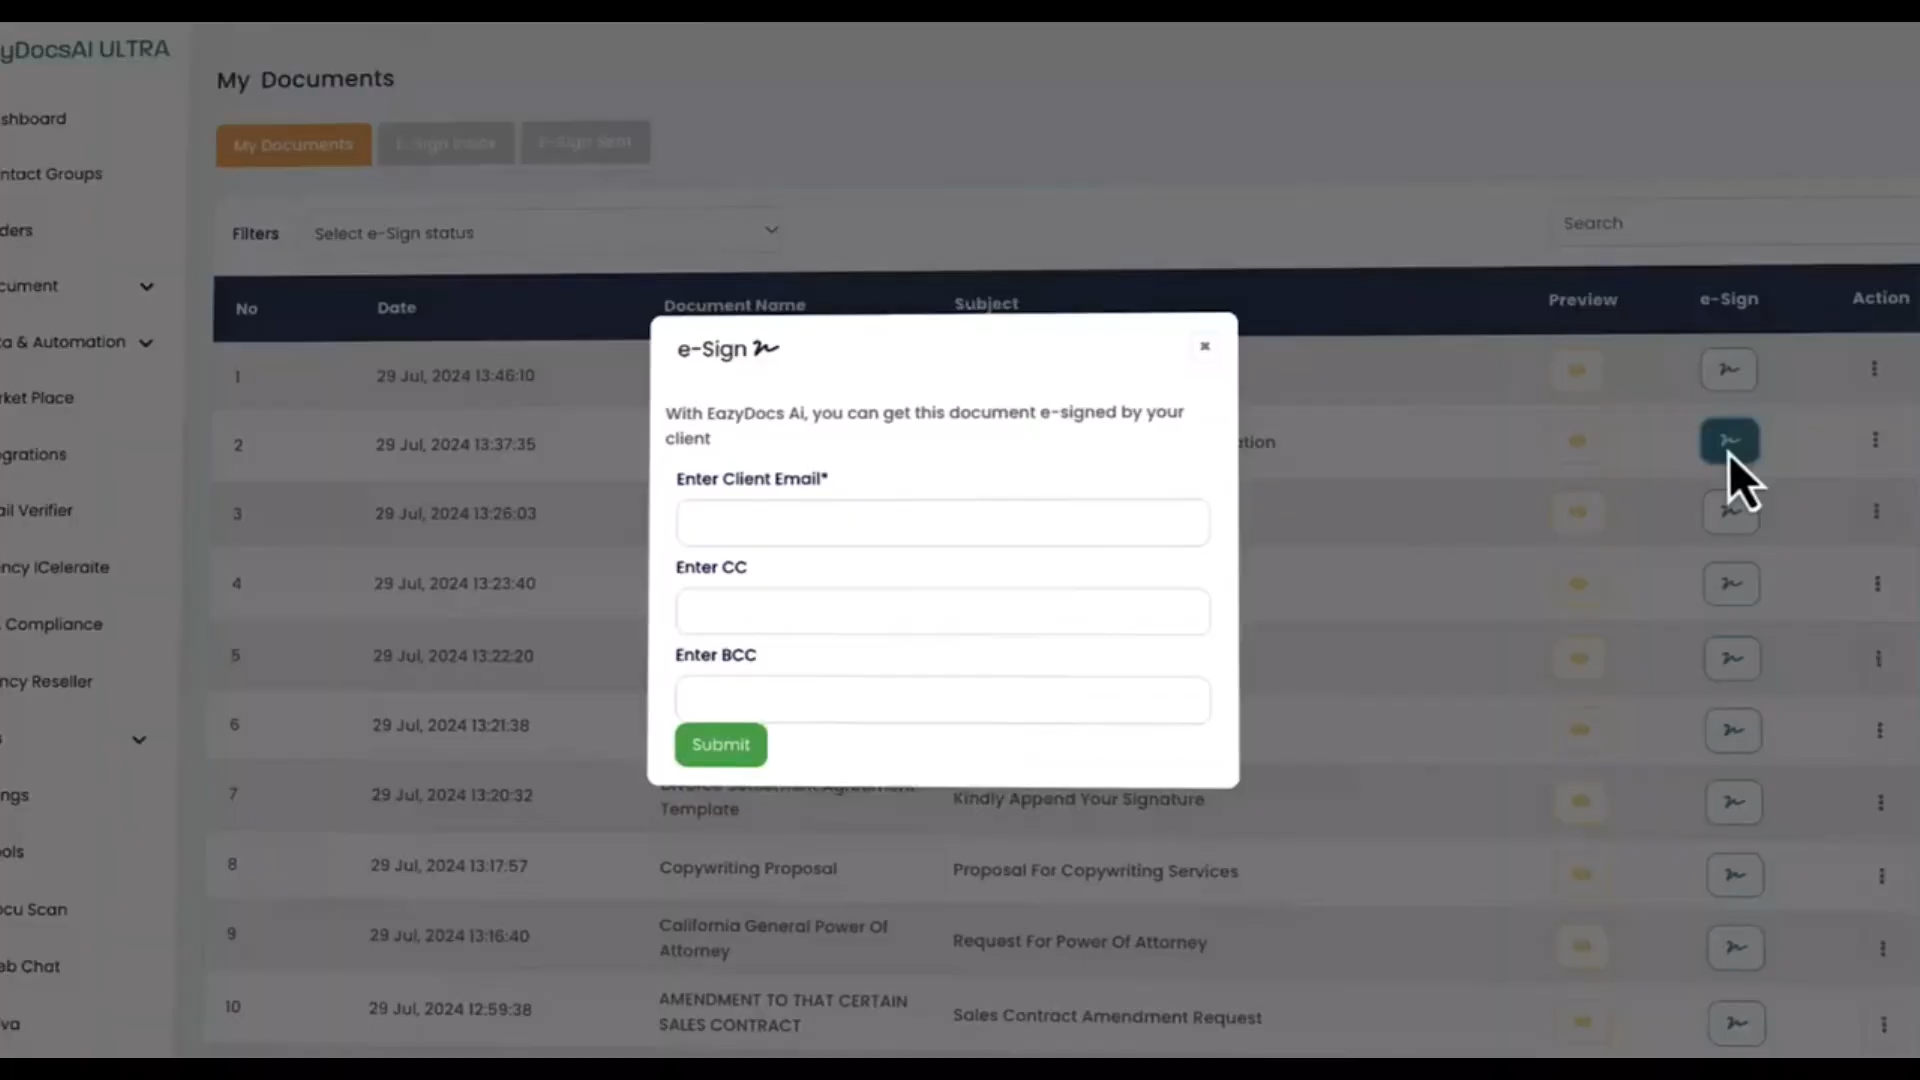 yDocsAI ULTRA
My Documents
shboard
My Documents
E-Sign Sent
ntact Groups
ders
Filters
Select e-Sign status
Search
cument
No
Date
Document Name
Subject
Preview
e-Sign
Action
a & Automation
e-Sign
1
29 Jul, 2024 13:46:10
rket Place
With EazyDocs Ai, you can get this document e-signed by your
client
2
29 Jul, 2024 13:37:35
ation
grations
Enter Client Email*
ail Verifier
3
29 Jul, 2024 13:26:03
ncy ICeleraite
Enter CC
4
29 Jul, 2024 13:23:40
Compliance
Enter BCC
5
29 Jul, 2024 13:22:20
ncy Reseller
6
29 Jul, 2024 13:21:38
Submit
s
ngs
7
29 Jul, 2024 13:20:32
Template
Kindly Append Your Signature
ols
8
29 Jul, 2024 13:17:57
Copywriting Proposal
Proposal For Copywriting Services
ocu Scan
9
29 Jul, 2024 13:16:40
California General Power Of
Attorney
Request For Power Of Attorney
eb Chat
10
29 Jul, 2024 12:59:38
AMENDMENT TO THAT CERTAIN
SALES CONTRACT
Sales Contract Amendment Request
va